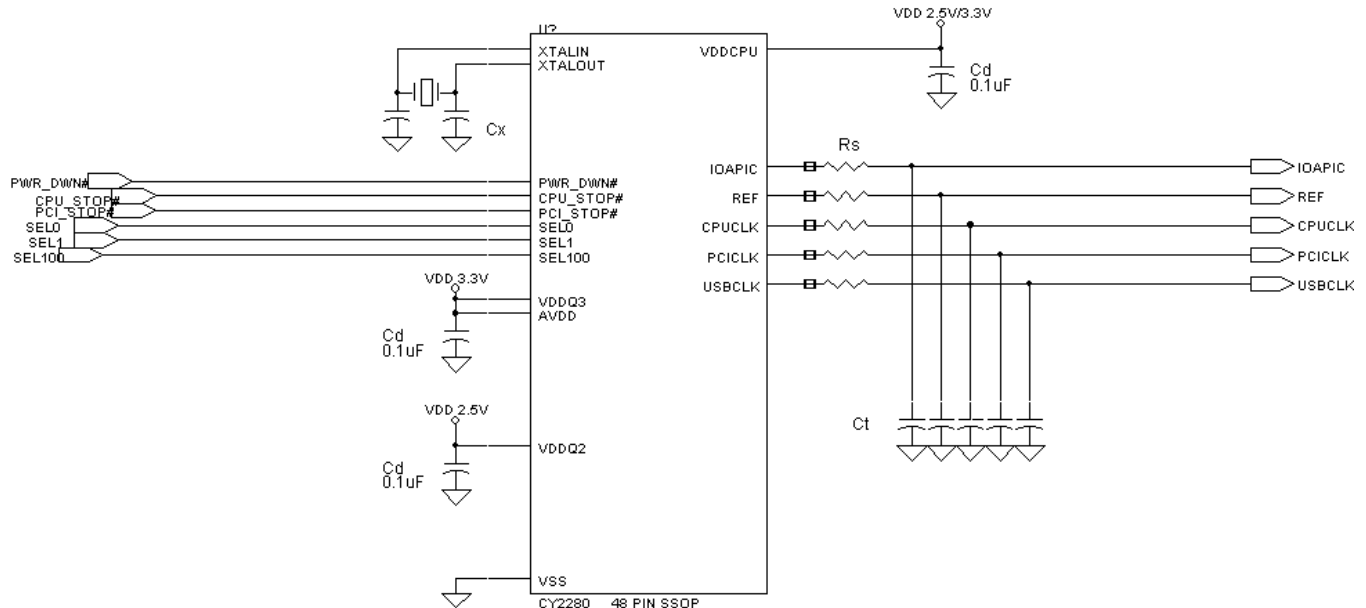 VDD 2.5V/3.3V
U?
XTALIN
XTALOUT
VDDCPU
Cd
0.1uF
Cx
Rs
PWR_DWN#
CPU_STOP#
PCI_STOP#
SEL0
SEL1
SEL100
PWR_DWN#
CPU_STOP#
PCI_STOP#
SEL0
SEL1
SEL100
IOAPIC
REF
CPUCLK
PCICLK
USBCLK
IOAPIC
REF
CPUCLK
PCICLK
USBCLK
VDD 3.3V
VDDQ3
AVDD
Cd
0.1uF
VDD 2.5V
VDDQ2
Cd
0.1uF
Ct
VSS
CY2280 48 PIN SSOP